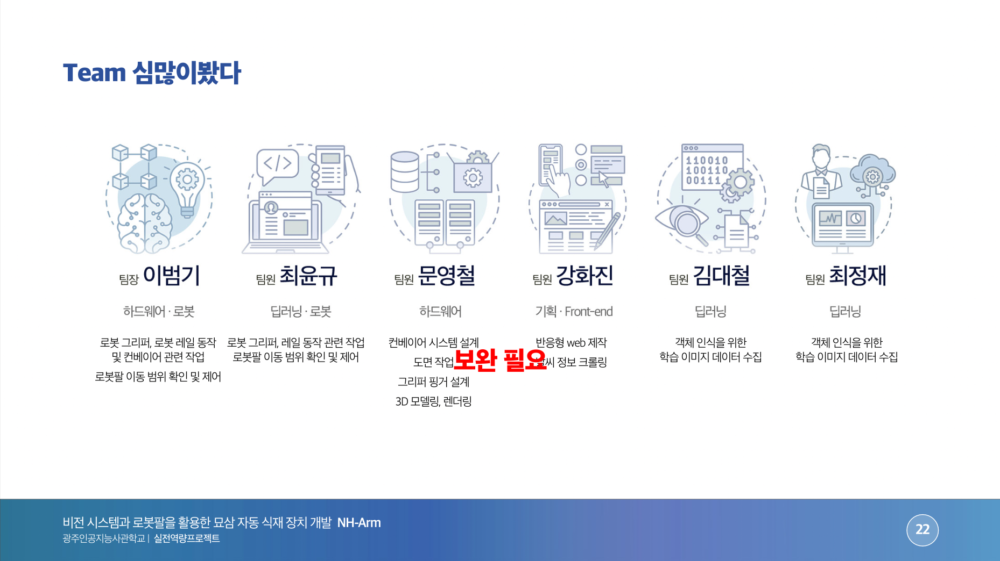 Team 심많이봤다
110010
100110
00111
팀장 이범기
하드웨어 · 로봇
로봇 그리퍼, 로봇 레일 동작
및 컨베이어 관련 작업
로봇팔 이동 범위 확인 및 제어
팀원 최윤규
딥러닝 · 로봇
로봇 그리퍼, 레일 동작 관련 작업
로봇팔 이동 범위 확인 및 제어
팀원 문영철
하드웨어
컨베이어 시스템 설계
도면 작업
그리퍼 핑거 설계
3D 모델링, 렌더링
보완 필요
팀원 강화진
기획 · Front-end
반응형 web 제작
날씨 정보 크롤링
팀원 김대철
딥러닝
객체 인식을 위한
학습 이미지 데이터 수집
팀원 최정재
딥러닝
객체 인식을 위한
학습 이미지 데이터 수집
비전 시스템과 로봇팔을 활용한 묘삼 자동 식재 장치 개발 NH-Arm
광주인공지능사관학교 | 실전역량프로젝트
22